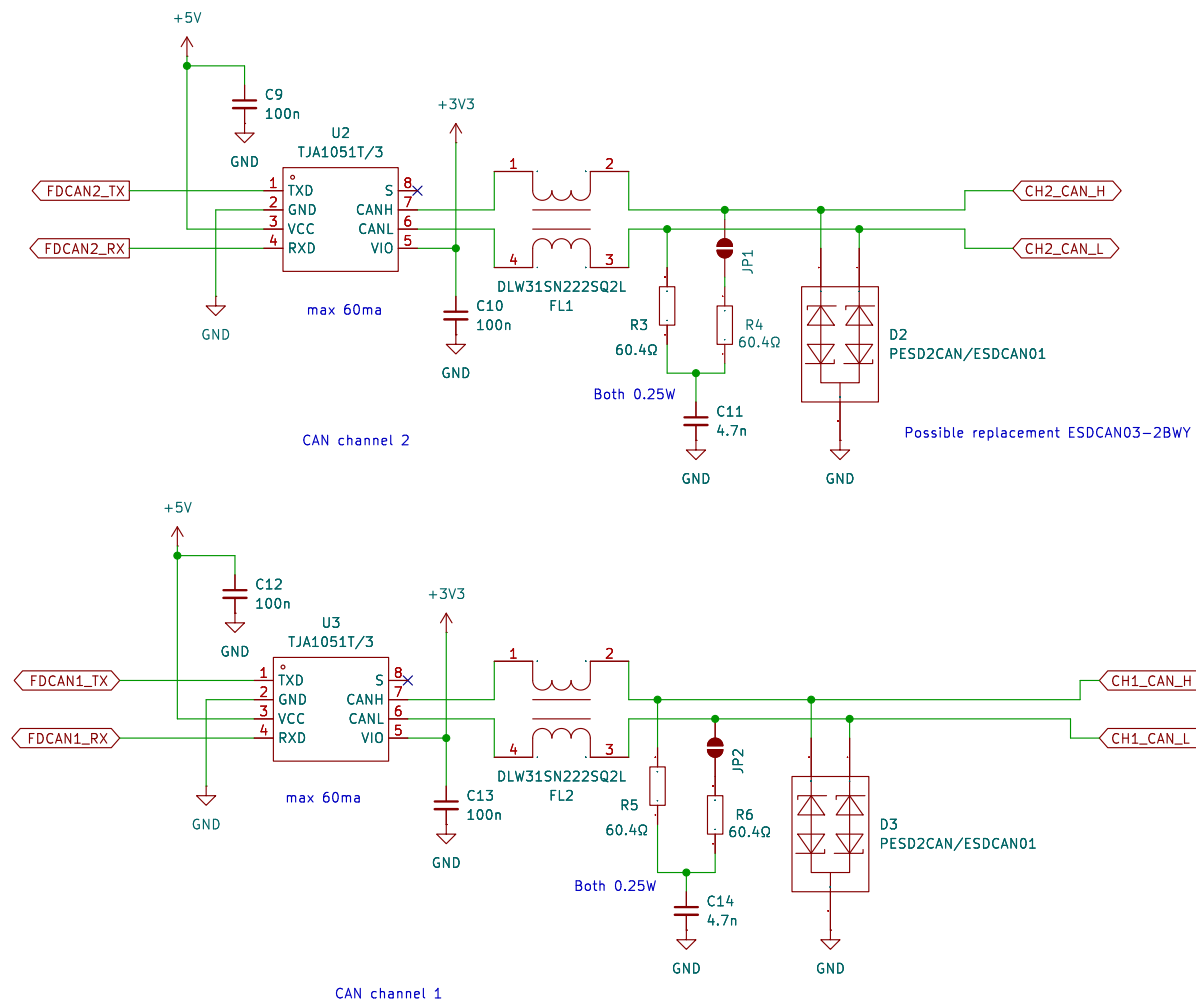 +5V
C9
100n
GND
+3V3
U2
TJA1051T/3
FDCAN2_TX
FDCAN2_RX
1
TXD
2
GND
3
VCC
4
RXD
S
8
CANH
7
CANL
6
VIO
5
GND
max 60ma
C10
100n
GND
1
2
4
3
DLW31SN222SQ2L
FL1
CH2_CAN_H
CH2_CAN_L
JP1
R3
60.4Ω
R4
60.4Ω
Both 0.25W
C11
4.7n
GND
D2
PESD2CAN/ESDCAN01
GND
Possible replacement ESDCAN03-2BWY
CAN channel 2
+5V
C12
100n
GND
+3V3
U3
TJA1051T/3
FDCAN1_TX
FDCAN1_RX
1
TXD
2
GND
3
VCC
4
RXD
S
8
CANH
7
CANL
6
VIO
5
GND
max 60ma
C13
100n
GND
1
2
4
3
DLW31SN222SQ2L
FL2
CH1_CAN_H
CH1_CAN_L
JP2
R5
60.4Ω
R6
60.4Ω
Both 0.25W
C14
4.7n
GND
D3
PESD2CAN/ESDCAN01
GND
CAN channel 1